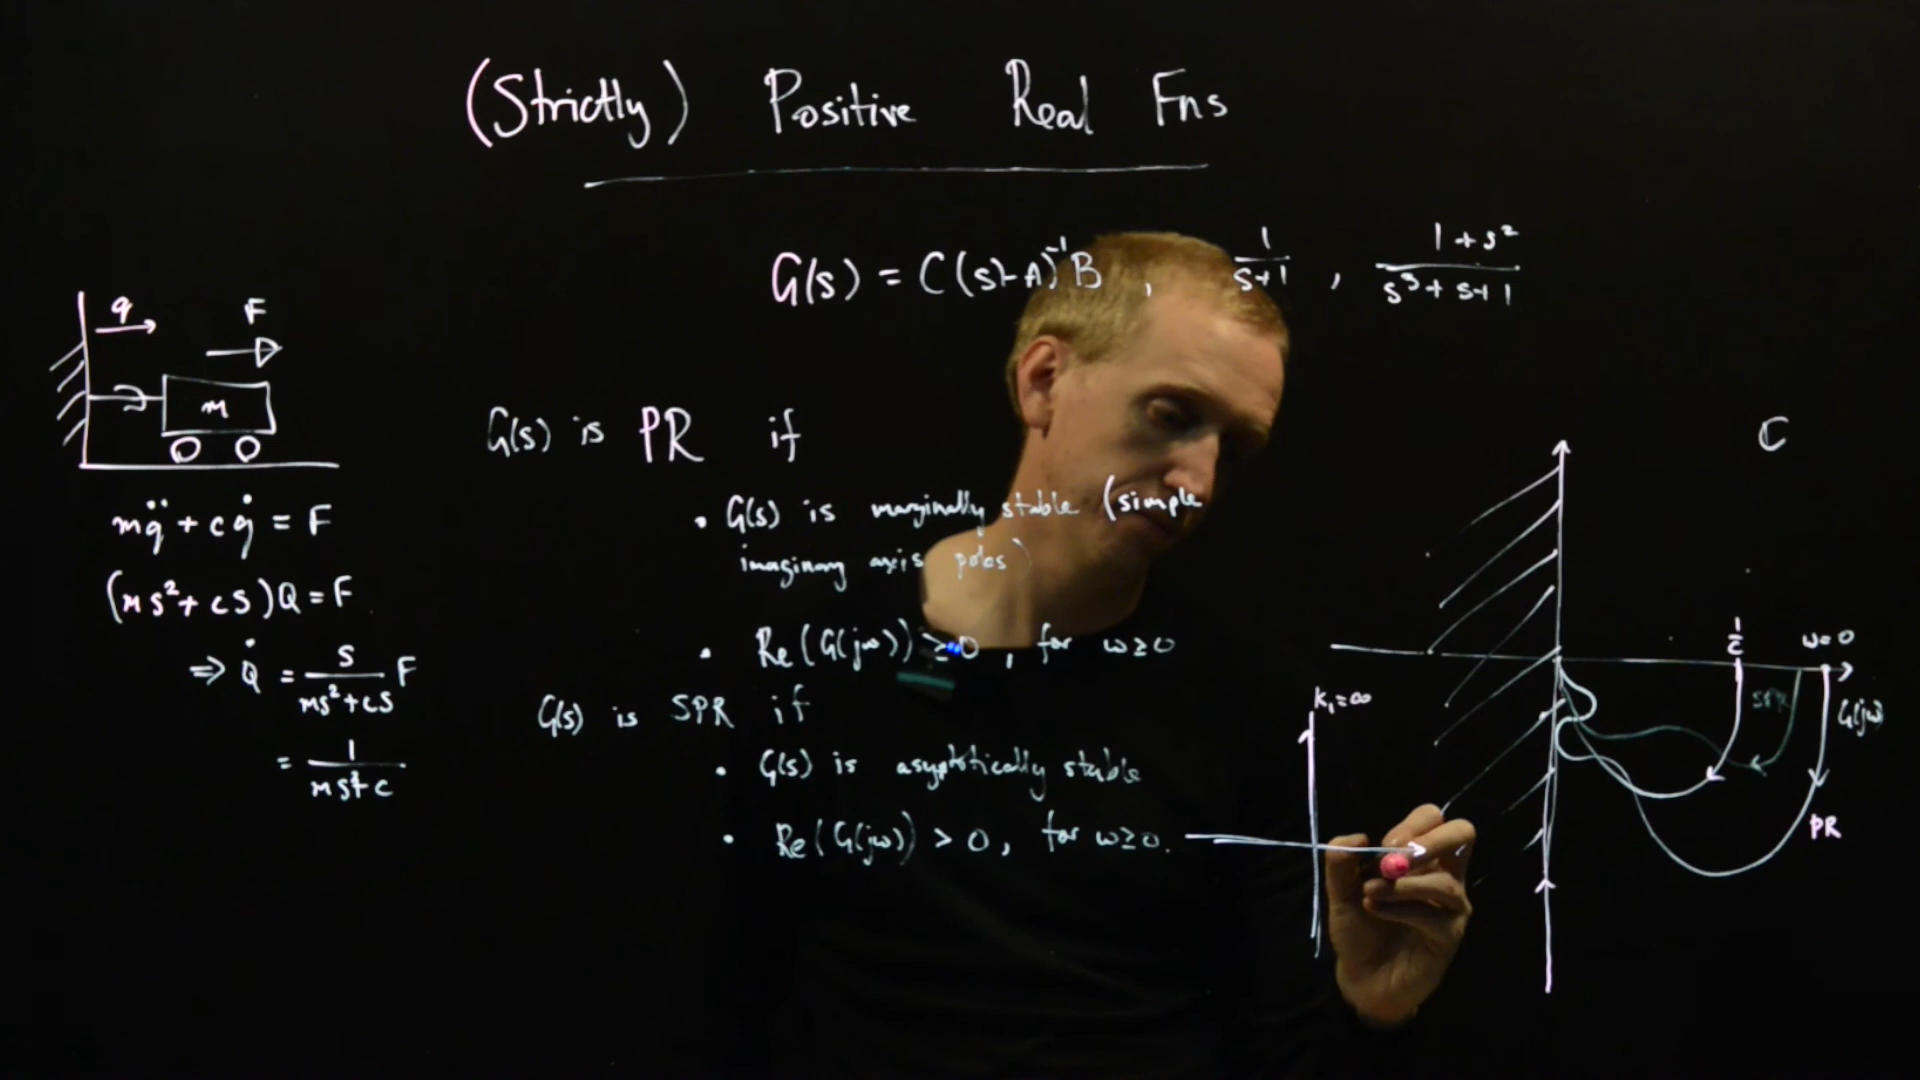 (Strictly) Positive Real Fns
G(s) = C(sI-A)⁻¹B , 1/(s+1) , (1+s²)/(s³+s+1)
q F
m
mq̈ + cq̇ = F
(ms²+cs)Q = F
⇒ Q̇ = s/(ms²+cs) F
= 1/(ms+c)
G(s) is PR if
• G(s) is marginally stable (simple
imaginary axis poles)
• Re(G(jω)) ≥ 0 , for ω≥0
G(s) is SPR if
• G(s) is asymptotically stable
• Re(G(jω)) > 0 , for ω≥0.
ℂ
1/c ω=0
SPR G(jω)
PR
K₁=∞